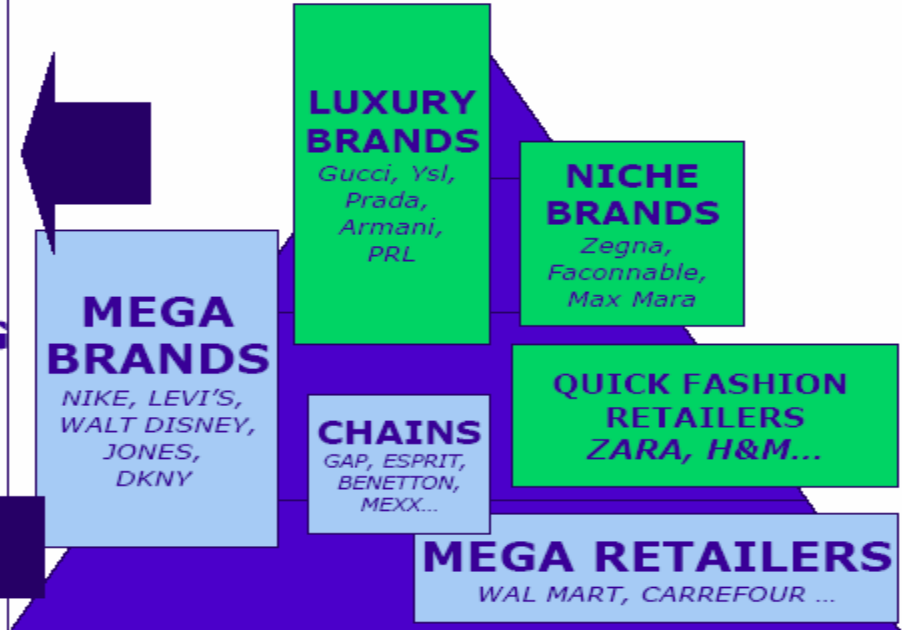 LUXURY
BRANDS
Gucci, Ysl,
Prada,
Armani,
PRL
NICHE
BRANDS
Zegna,
Faconnable,
Max Mara
MEGA
BRANDS
NIKE, LEVI'S,
WALT DISNEY,
JONES,
DKNY
QUICK FASHION
RETAILERS
ZARA, H&M...
CHAINS
GAP, ESPRIT,
BENETTON,
MEXX...
MEGA RETAILERS
WAL MART, CARREFOUR ...